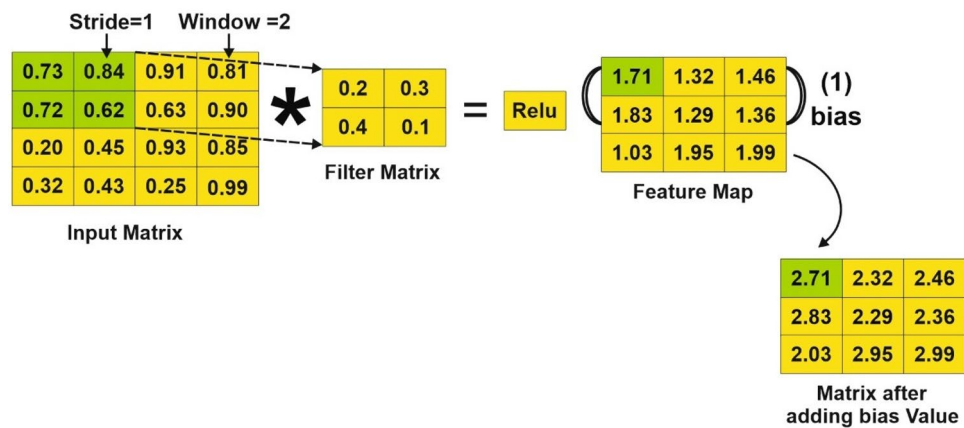 Stride=1 Window =2
0.73 0.84 0.91 0.81
0.72 0.62 0.63 0.90
0.20 0.45 0.93 0.85
0.32 0.43 0.25 0.99
Input Matrix
*
0.2 0.3
0.4 0.1
Filter Matrix
=
Relu
1.71 1.32 1.46
1.83 1.29 1.36
1.03 1.95 1.99
Feature Map
(1)
bias
2.71 2.32 2.46
2.83 2.29 2.36
2.03 2.95 2.99
Matrix after
adding bias Value